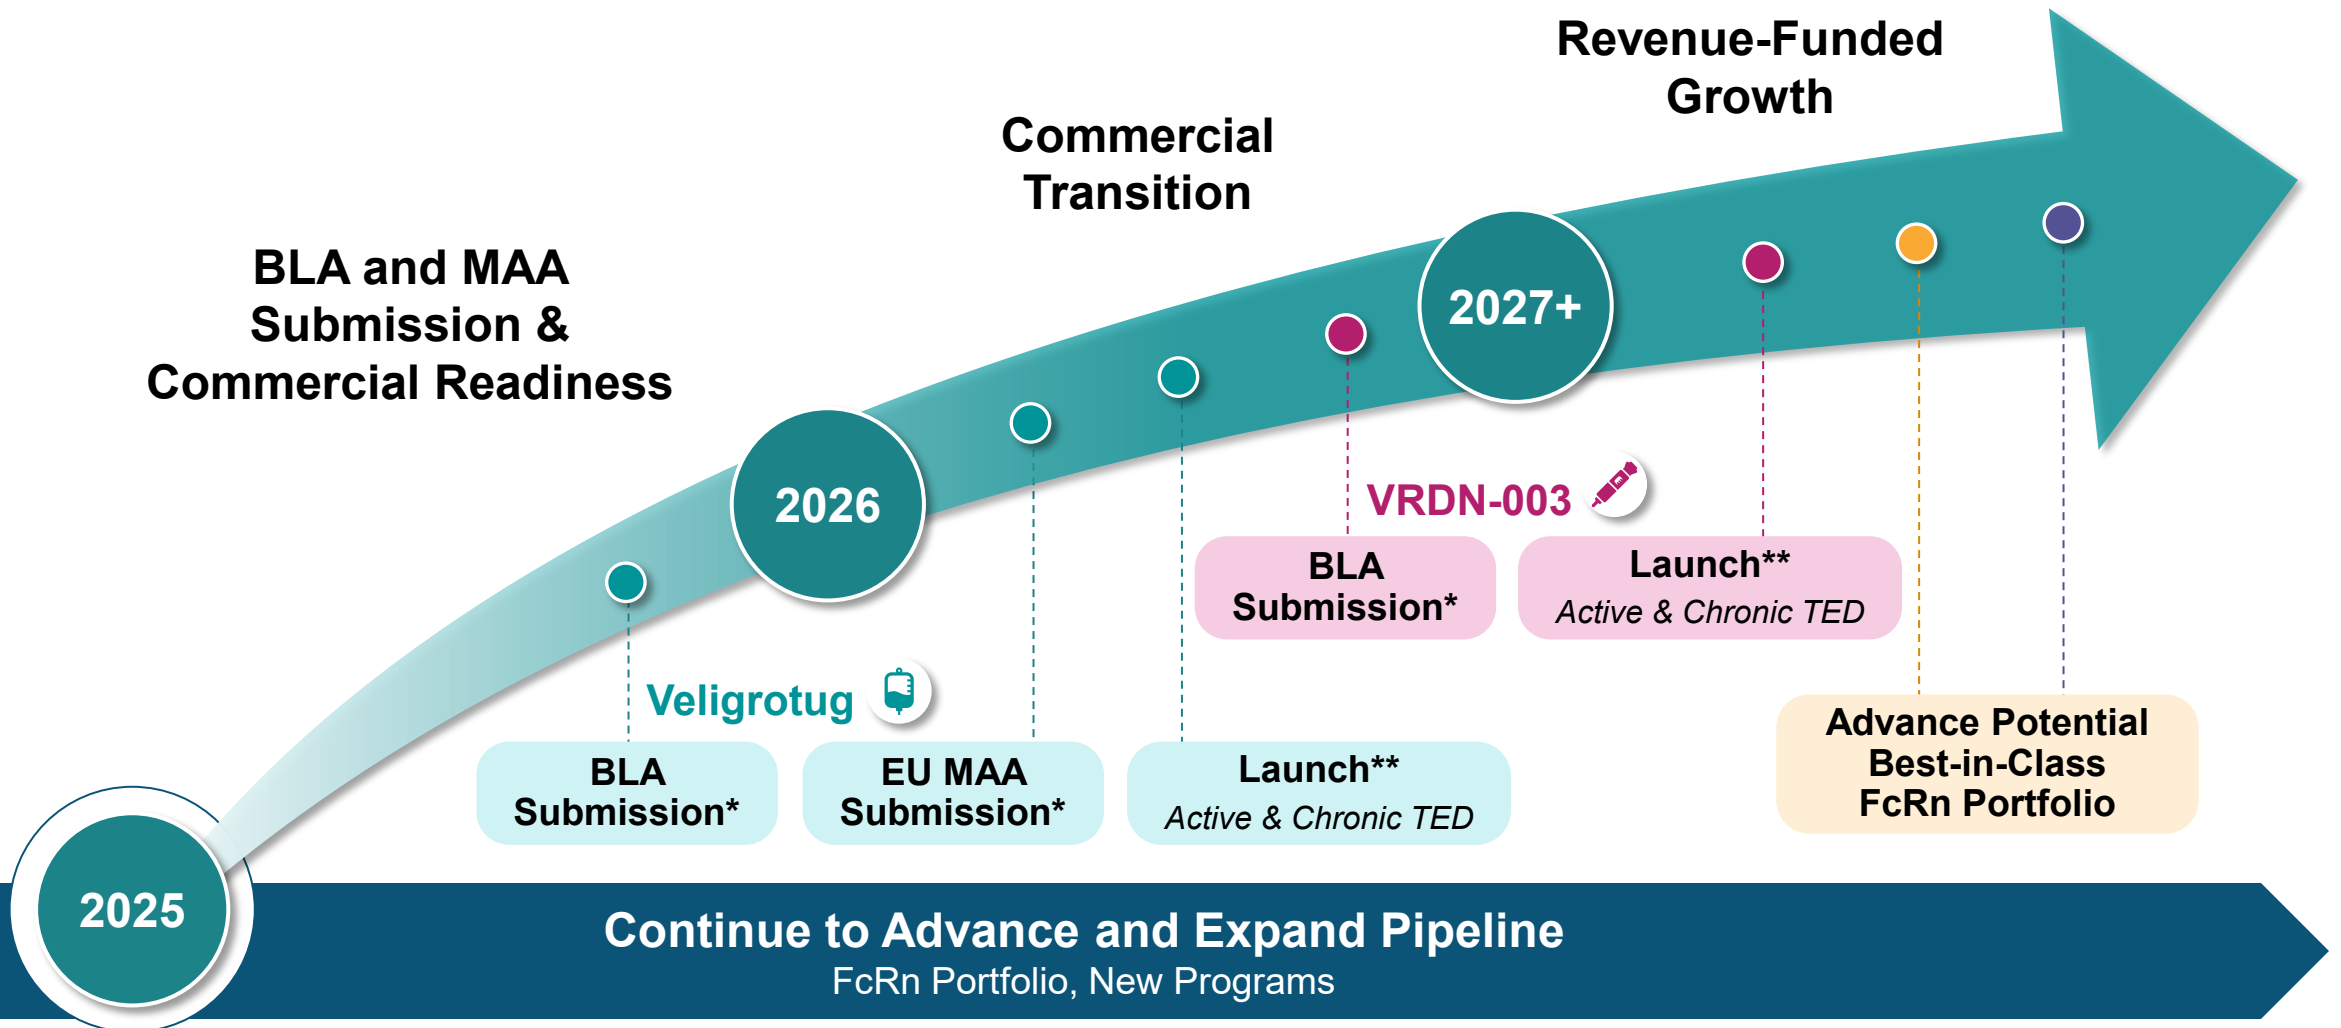 Revenue-Funded
Growth
Commercial
Transition
BLA and MAA
Submission &
Commercial Readiness
2027+
2026
2025
VRDN-003
BLA
Submission*
Launch**
Active & Chronic TED
Veligrotug
BLA
Submission*
EU MAA
Submission*
Launch**
Active & Chronic TED
Advance Potential
Best-in-Class
FcRn Portfolio
Continue to Advance and Expand Pipeline
FcRn Portfolio, New Programs